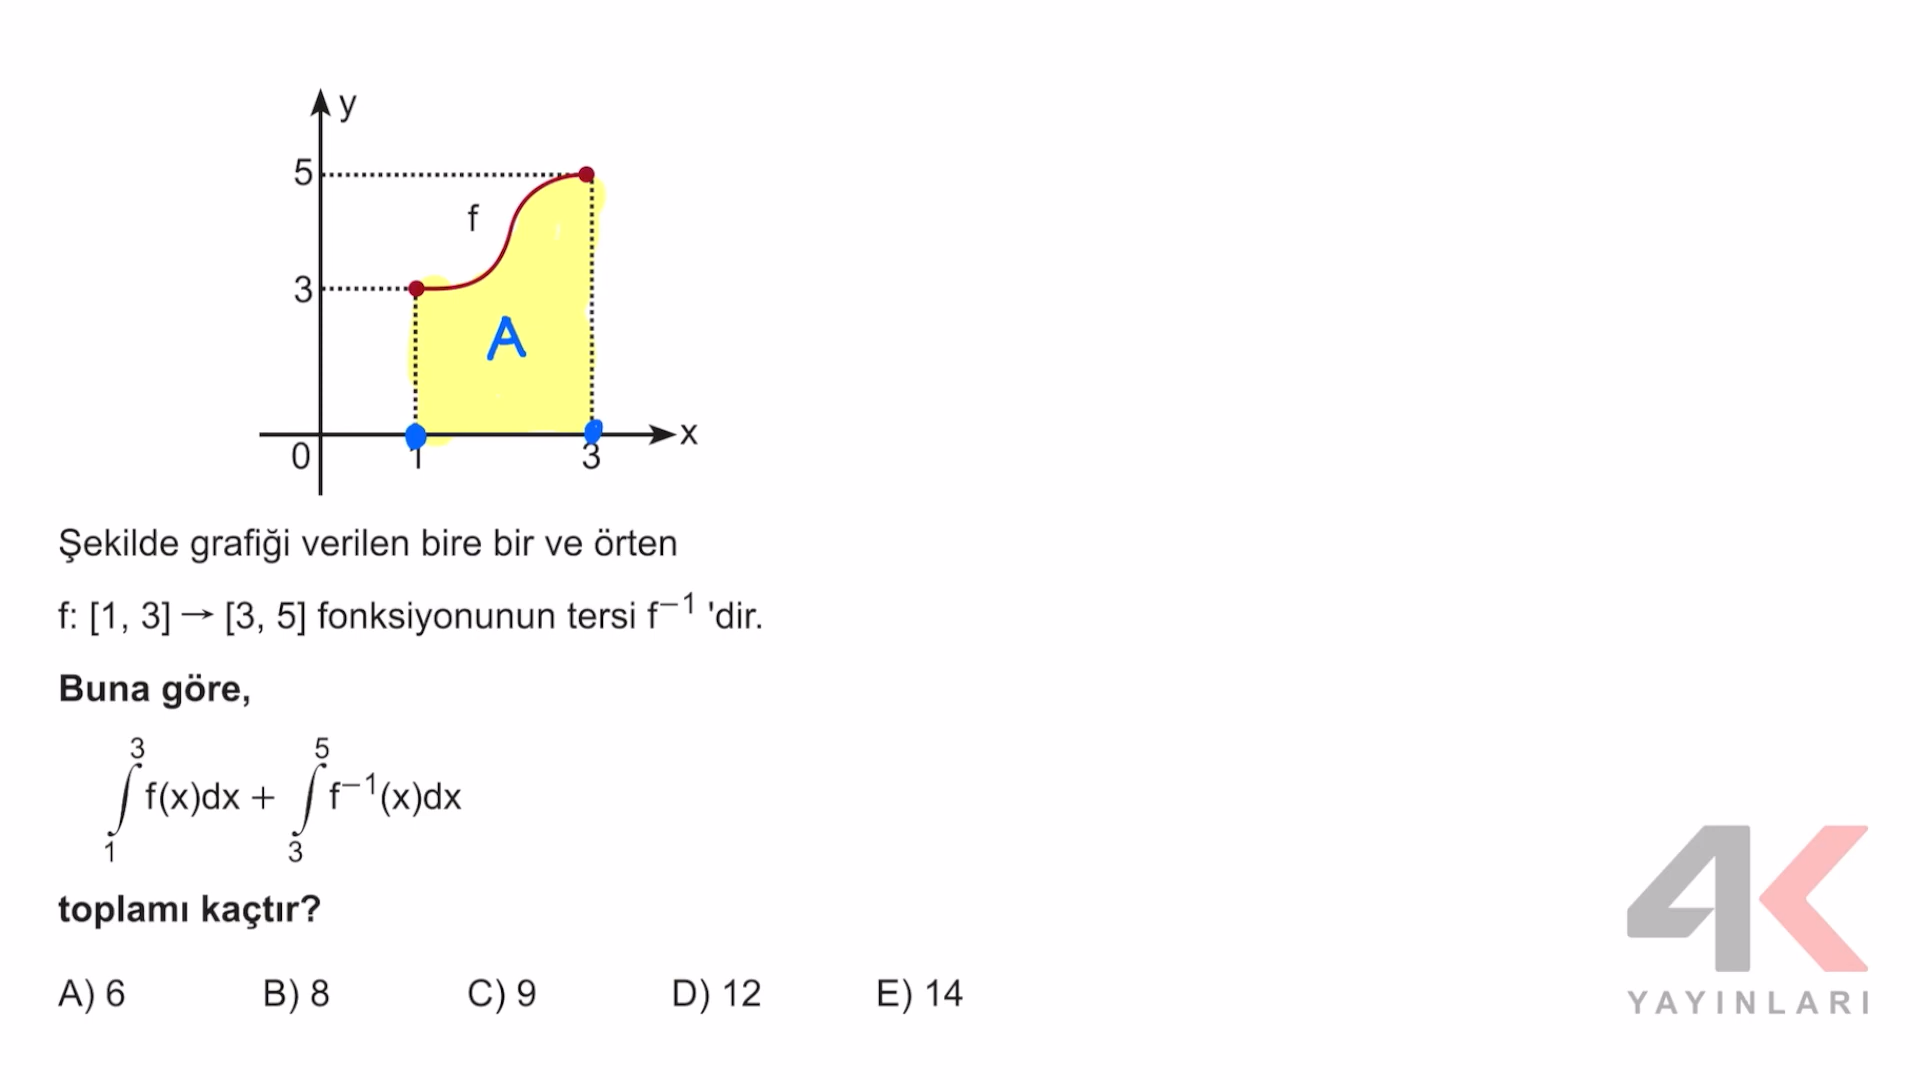 y
5
f
3
A
0 1 3 x
Şekilde grafiği verilen bire bir ve örten
f: [1, 3] → [3, 5] fonksiyonunun tersi f⁻¹ 'dir.
Buna göre,
3 5
∫ f(x)dx + ∫ f⁻¹(x)dx
1 3
toplamı kaçtır?
A) 6 B) 8 C) 9 D) 12 E) 14
4K
YAYINLARI